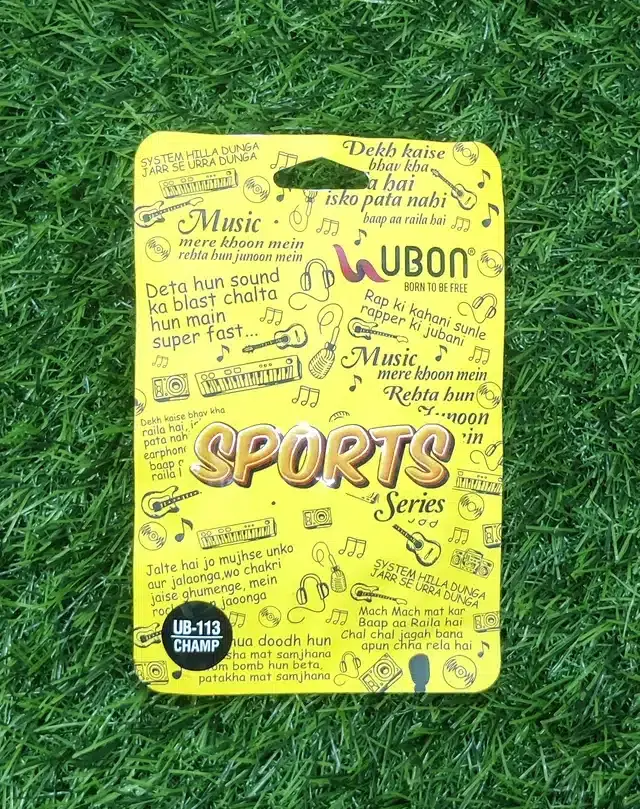 SYSTEM HILLA DUNGA
JARR SE URRA DUNGA
Dekh kaise
bhav kha
a hai
isko pata nahi
baap aa raila hai
Music
mere khoon mein
rehta hun junoon mein
UBON®
BORN TO BE FREE
Deta hun sound
ka blast chalta
hun main
super fast...
Rap ki kahani sunle
rapper ki jubani
Music
mere khoon mein
Rehta hun
Junoon
in
Dekh kaise bhav kha
raila hai,
pata nah
earphon
baap
raila
SPORTS
Series
Jalte hai jo mujhse unko
aur jalaonga,wo chakri
jaise ghumenge, mein
roc jaonga
SYSTEM HILLA DUNGA
JARR SE URRA DUNGA
Mach Mach mat kar
Baap aa Raila hai
Chal chal jagah bana
apun chha rela hai
UB-113
CHAMP
hua doodh hun
sha mat samjhana
om bomb hun beta,
patakha mat samjhana